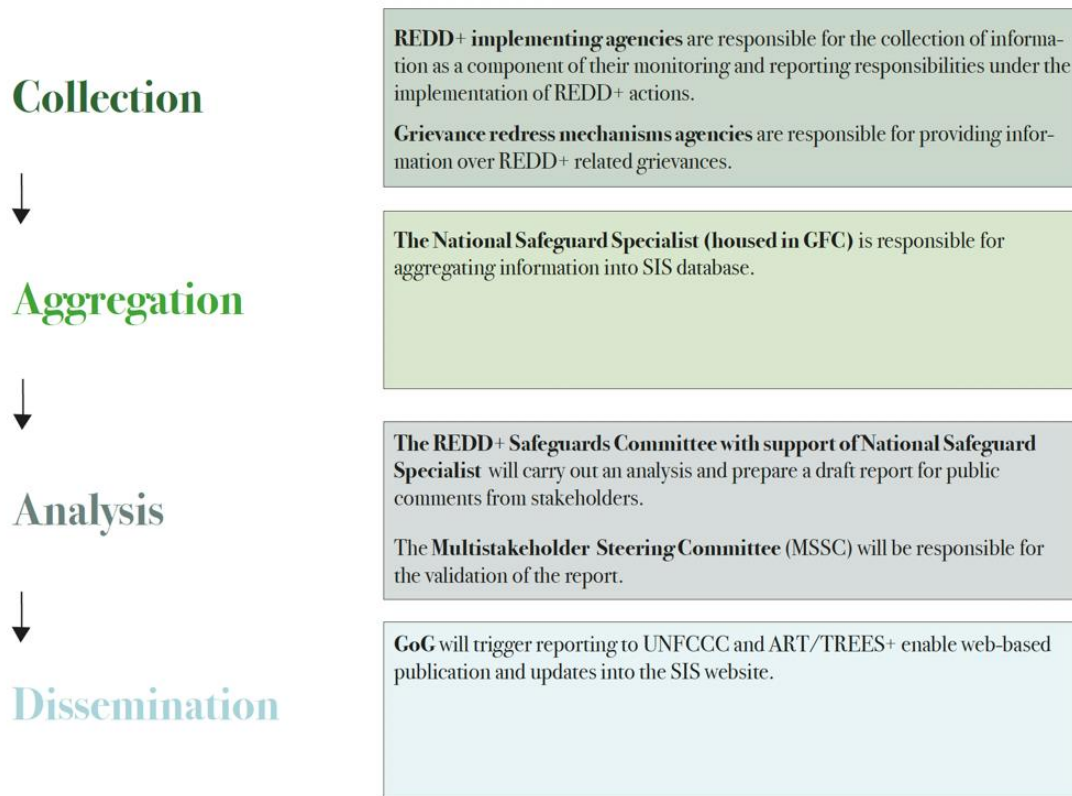 Collection
REDD+ implementing agencies are responsible for the collection of informa-
tion as a component of their monitoring and reporting responsibilities under the
implementation of REDD+ actions.
Grievance redress mechanisms agencies are responsible for providing infor-
mation over REDD+ related grievances.
Aggregation
The National Safeguard Specialist (housed in GFC) is responsible for
aggregating information into SIS database.
Analysis
The REDD+ Safeguards Committee with support of National Safeguard
Specialist will carry out an analysis and prepare a draft report for public
comments from stakeholders.
The Multistakeholder Steering Committee (MSSC) will be responsible for
the validation of the report.
Dissemination
GoG will trigger reporting to UNFCCC and ART/TREES+ enable web-based
publication and updates into the SIS website.